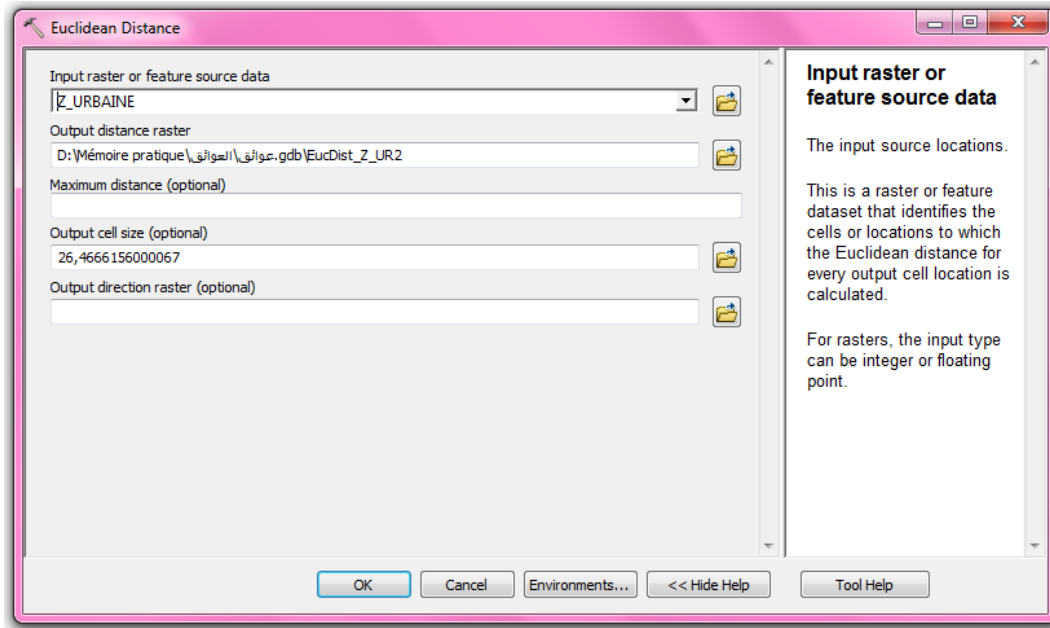 Euclidean Distance
Input raster or feature source data
Z_URBAINE
Output distance raster
D:\Mémoire pratique\العوائق\عوائق.gdb\EucDist_Z_UR2
Maximum distance (optional)
Output cell size (optional)
26,4666156000067
Output direction raster (optional)
OK
Cancel
Environments...
<< Hide Help
Tool Help
Input raster or
feature source data
The input source locations.
This is a raster or feature
dataset that identifies the
cells or locations to which
the Euclidean distance for
every output cell location is
calculated.
For rasters, the input type
can be integer or floating
point.